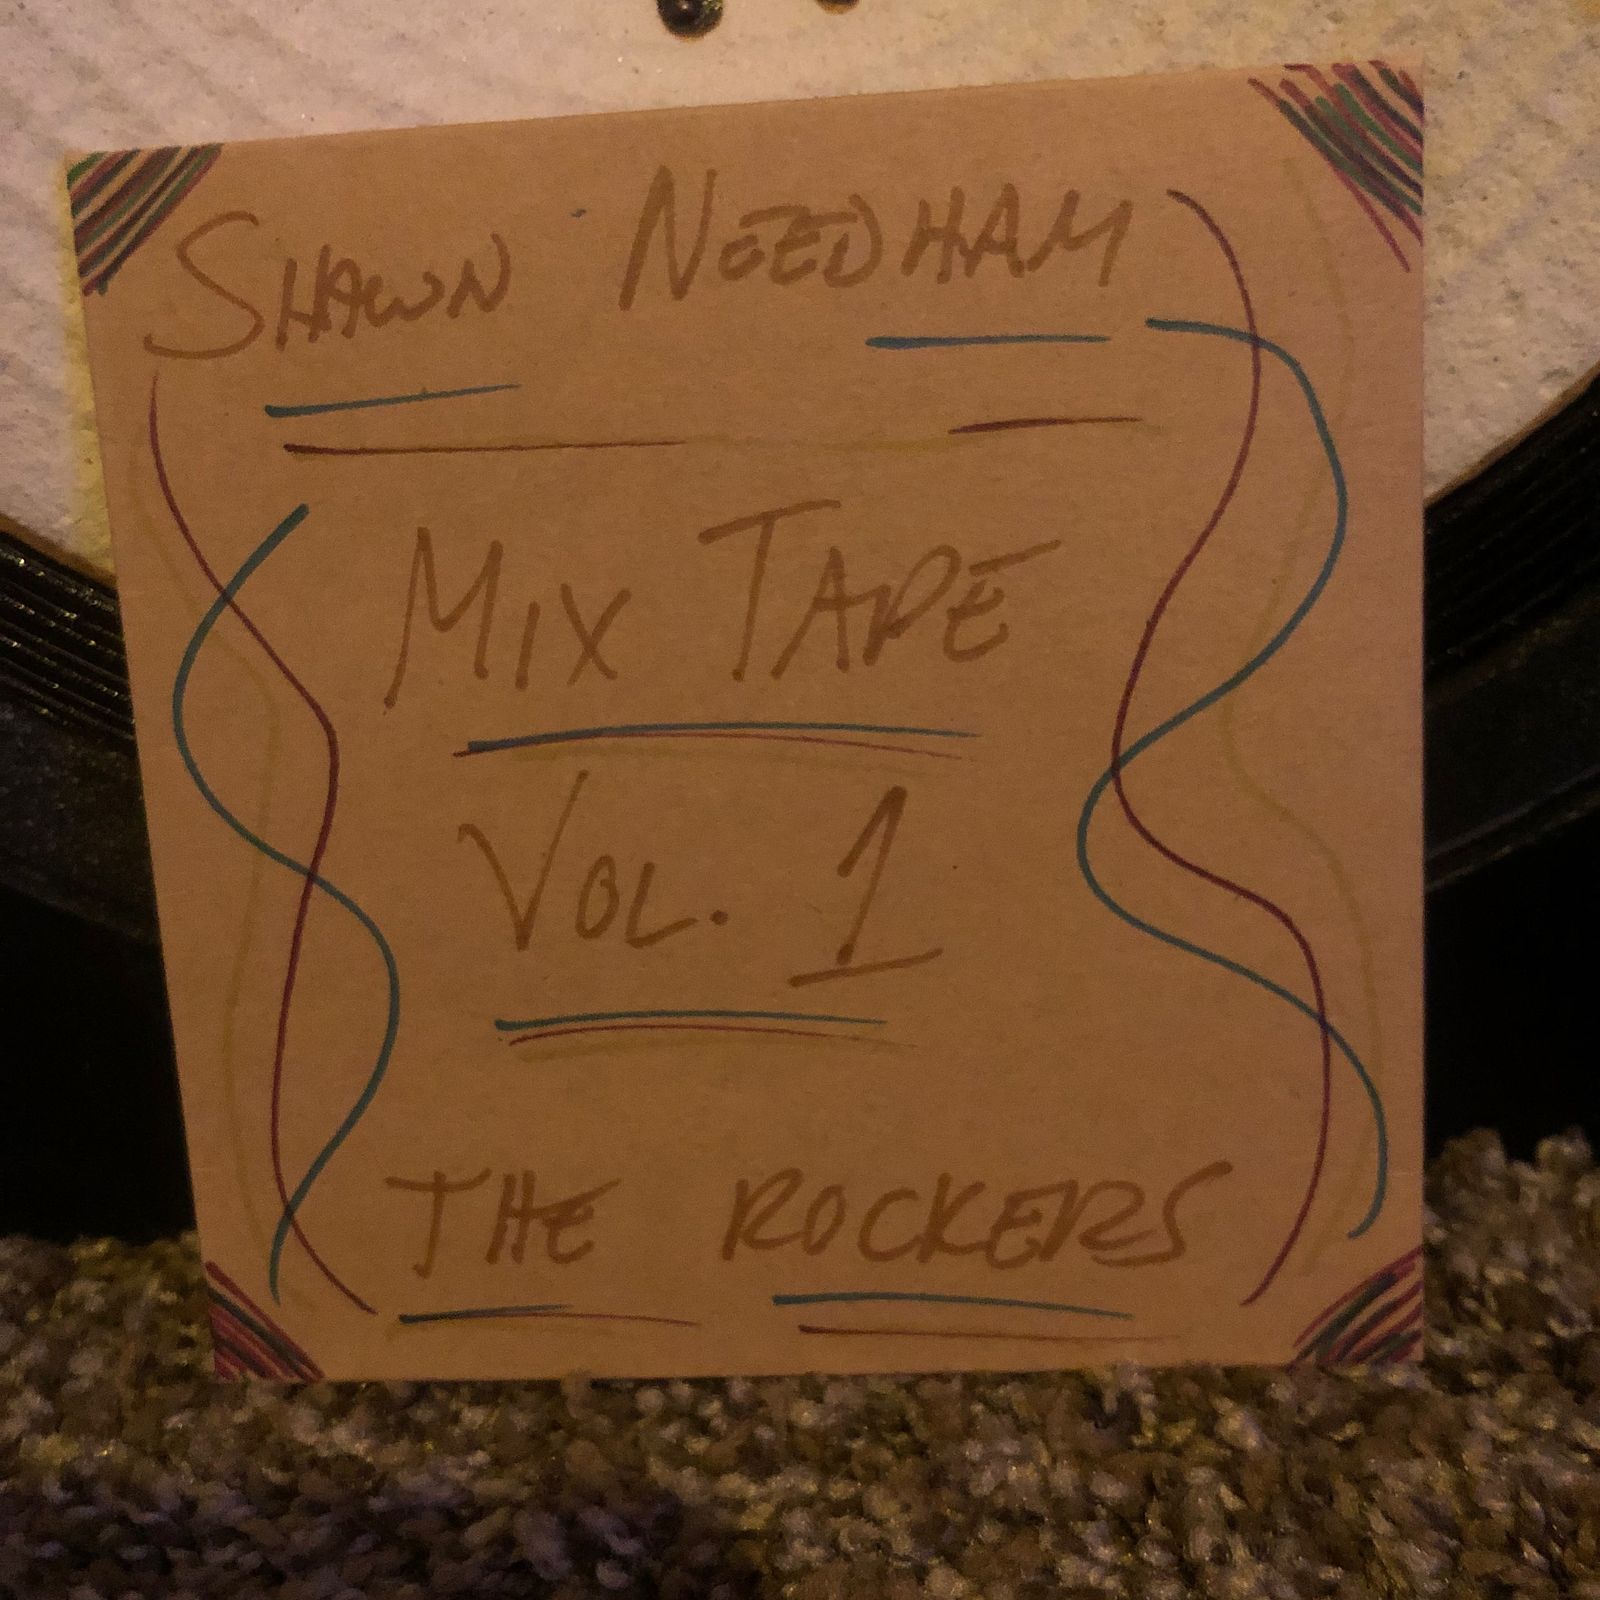 SHAWN NEEDHAM
MIX TAPE
VOL. 1
THE ROCKERS